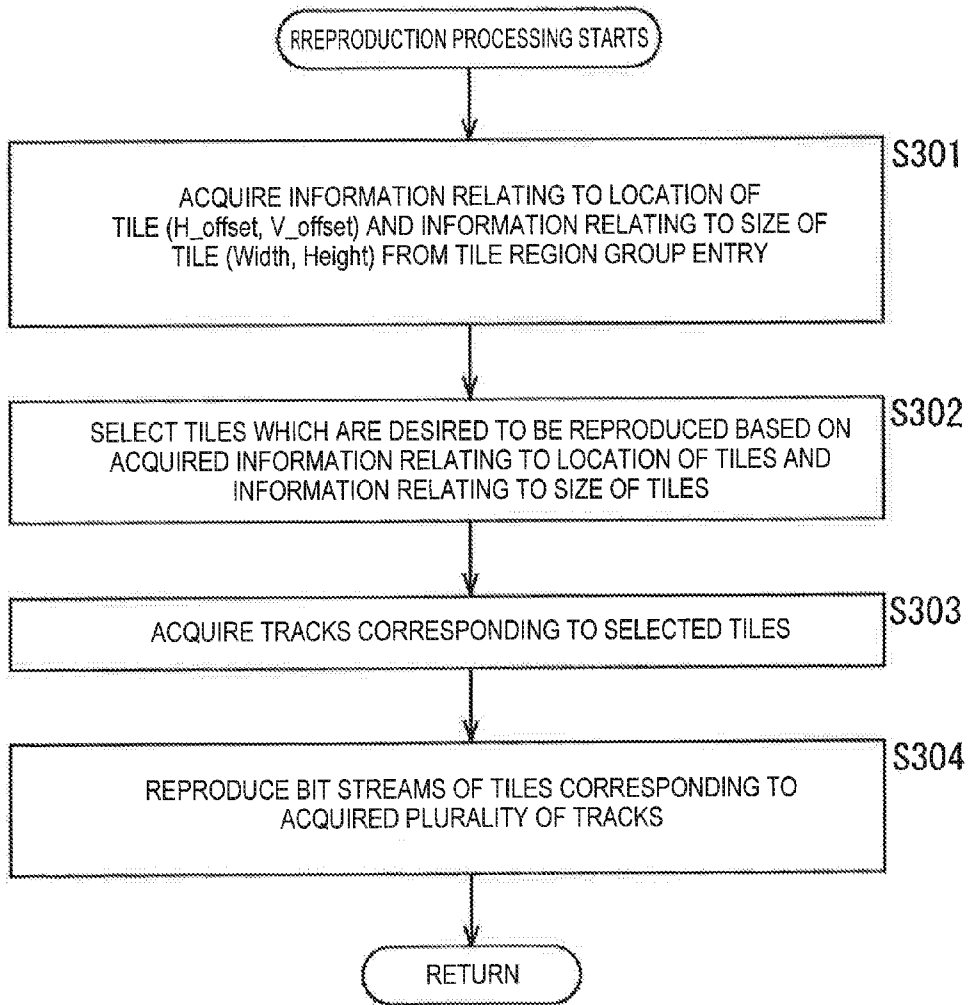 RREPRODUCTION PROCESSING STARTS
S301
ACQUIRE INFORMATION RELATING TO LOCATION OF
TILE (H_offset, V_offset) AND INFORMATION RELATING TO SIZE OF
TILE (Width, Height) FROM TILE REGION GROUP ENTRY
S302
SELECT TILES WHICH ARE DESIRED TO BE REPRODUCED BASED ON
ACQUIRED INFORMATION RELATING TO LOCATION OF TILES AND
INFORMATION RELATING TO SIZE OF TILES
S303
ACQUIRE TRACKS CORRESPONDING TO SELECTED TILES
S304
REPRODUCE BIT STREAMS OF TILES CORRESPONDING TO
ACQUIRED PLURALITY OF TRACKS
RETURN